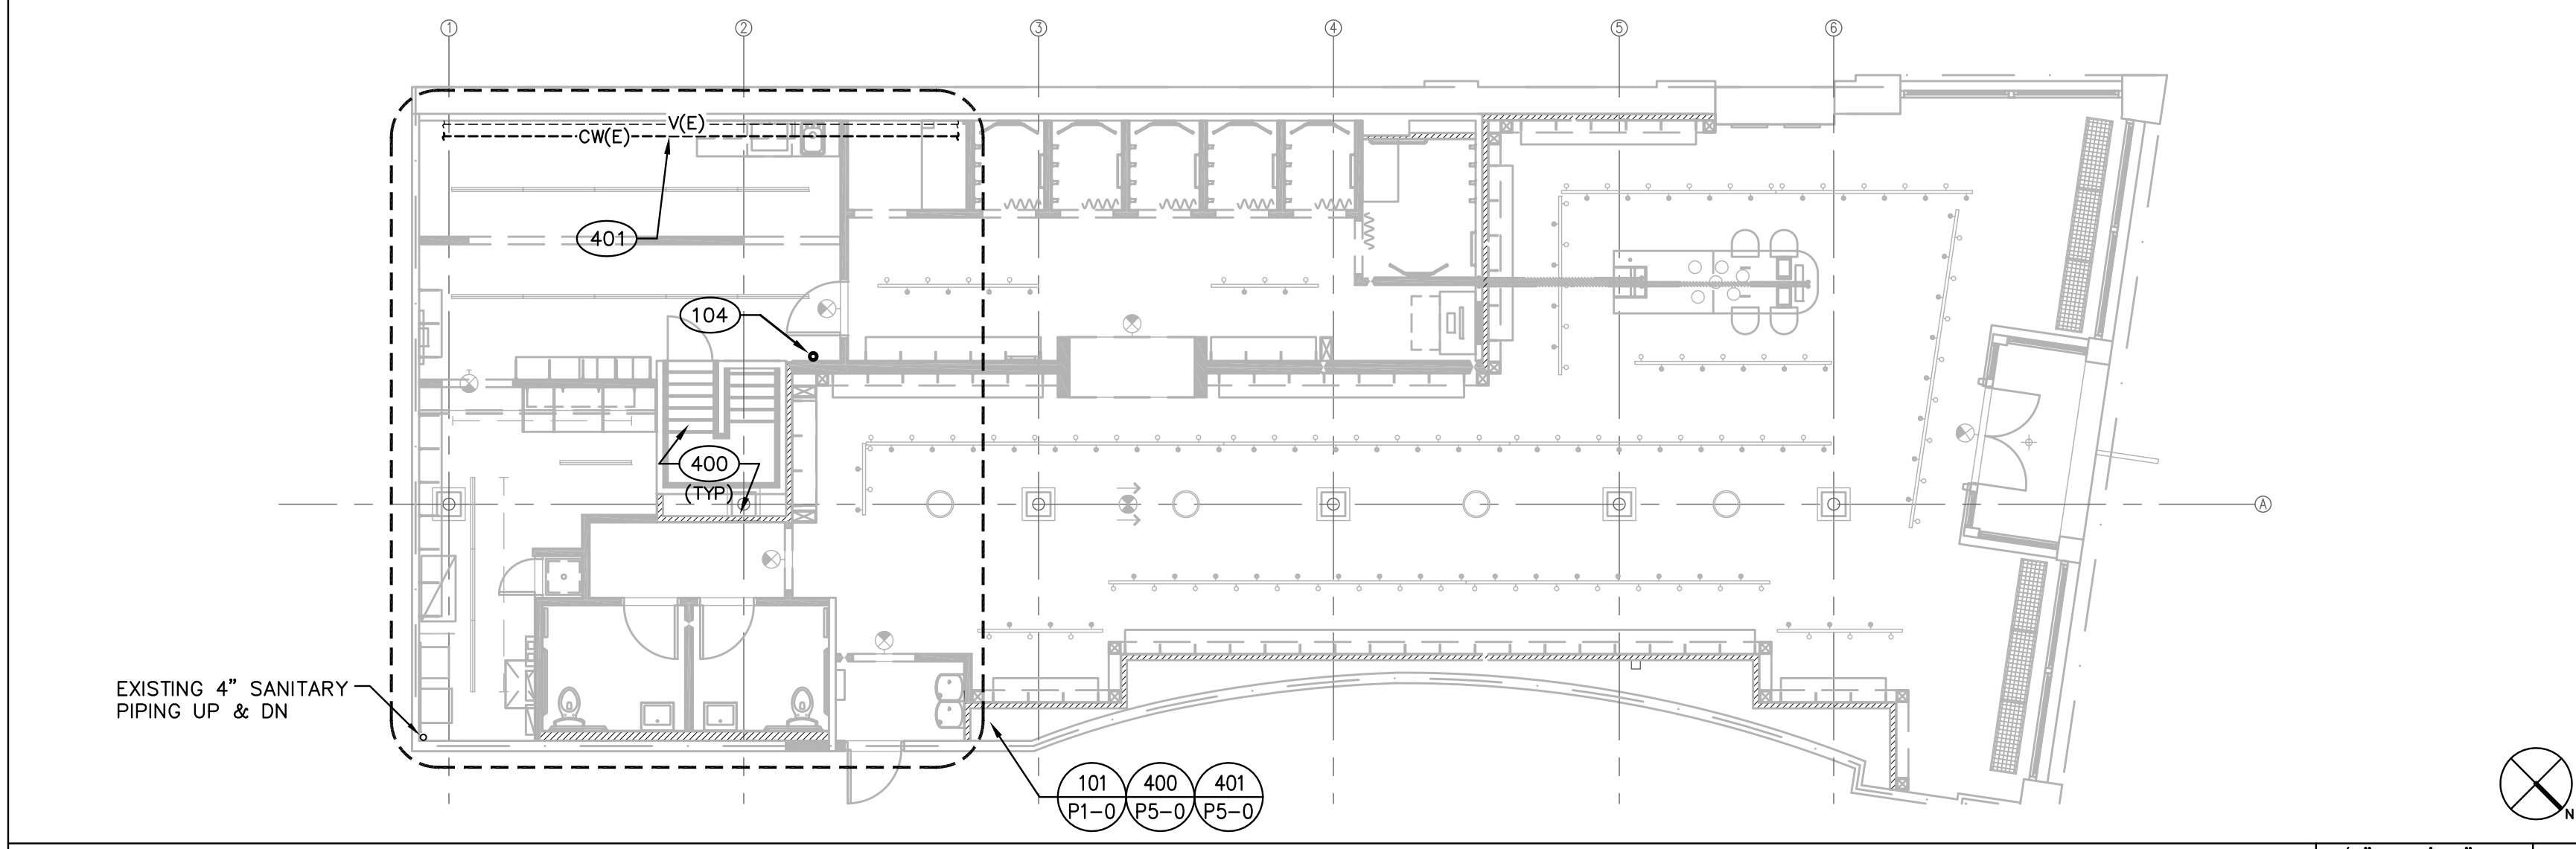 1 2 3 4 5 6
V(E)
CW(E)
401
104
400
(TYP)
A
EXISTING 4” SANITARY
PIPING UP & DN
101 400 401
P1-0 P5-0 P5-0
N